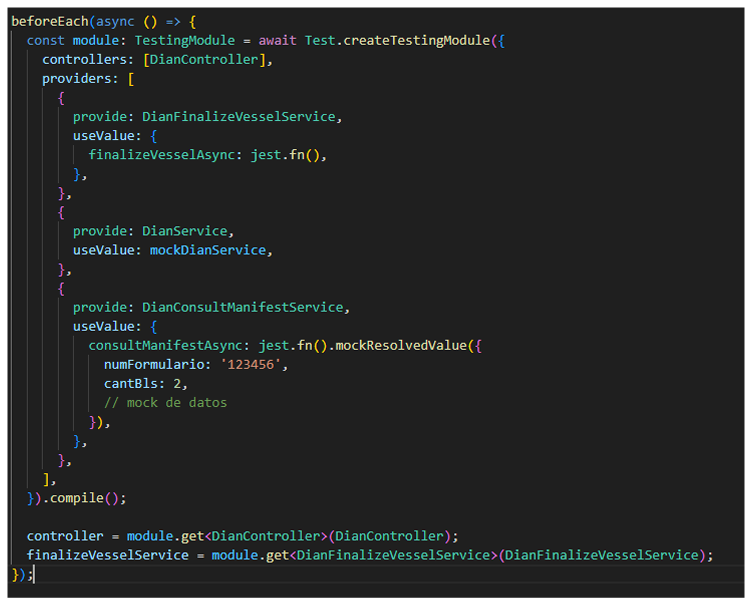 beforeEach(async () => {
  const module: TestingModule = await Test.createTestingModule({
    controllers: [DianController],
    providers: [
      {
        provide: DianFinalizeVesselService,
        useValue: {
          finalizeVesselAsync: jest.fn(),
        },
      },
      {
        provide: DianService,
        useValue: mockDianService,
      },
      {
        provide: DianConsultManifestService,
        useValue: {
          consultManifestAsync: jest.fn().mockResolvedValue({
            numFormulario: '123456',
            cantBls: 2,
            // mock de datos
          }),
        },
      },
    ],
  }).compile();

  controller = module.get<DianController>(DianController);
  finalizeVesselService = module.get<DianFinalizeVesselService>(DianFinalizeVesselService);
});